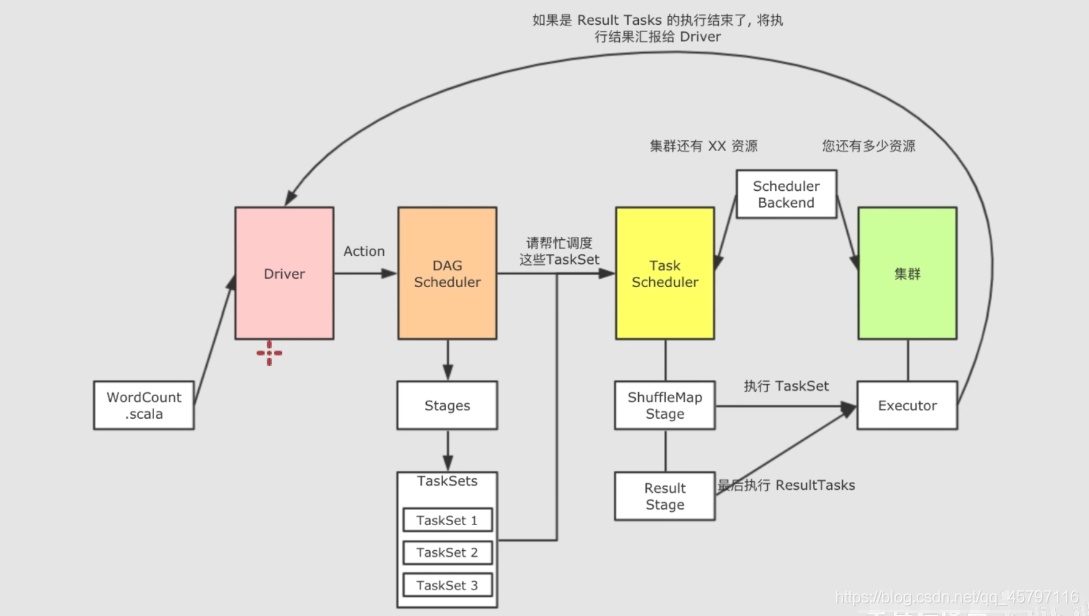 如果是 Result Tasks 的执行结束了, 将执
行结果汇报给 Driver
集群还有 XX 资源
您还有多少资源
Scheduler
Backend
Driver
Action
DAG
Scheduler
请帮忙调度
这些TaskSet
Task
Scheduler
集群
WordCount
.scala
Stages
ShuffleMap
Stage
执行 TaskSet
Executor
TaskSets
TaskSet 1
TaskSet 2
TaskSet 3
Result
Stage
最后执行 ResultTasks
https://blog.csdn.net/qq_45797116